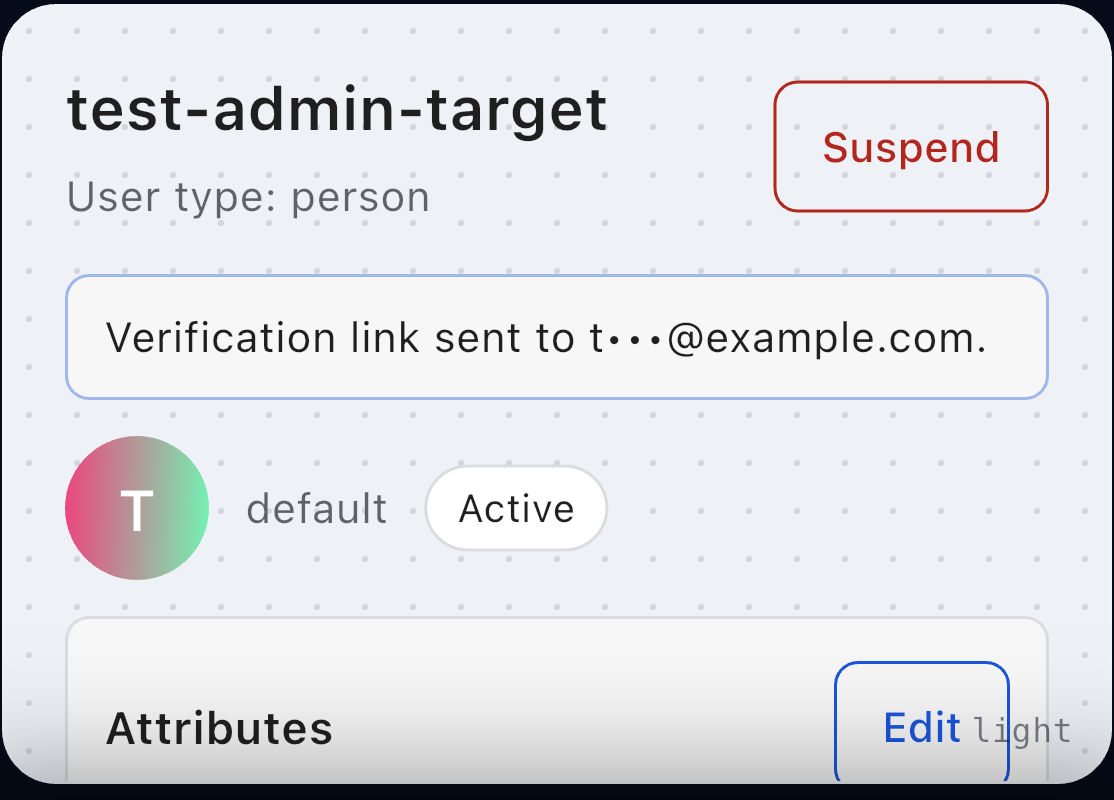 test-admin-target
Suspend
User type: person
Verification link sent to t•••@example.com.
T
default
Active
Attributes
Edit
light